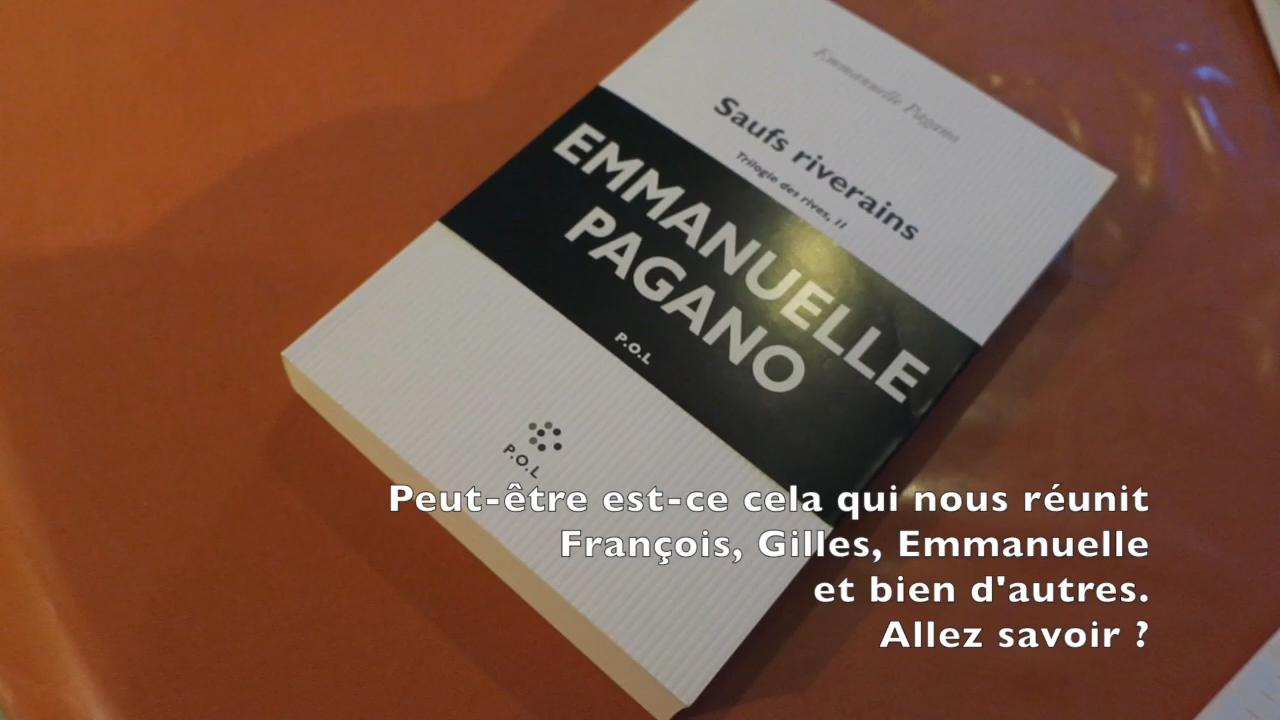 Emmanuelle Pagano
Saufs riverains
Trilogie des rives, II
EMMANUELLE
PAGANO
P.O.L
P.O.L
Peut-être est-ce cela qui nous réunit
François, Gilles, Emmanuelle
et bien d'autres.
Allez savoir ?